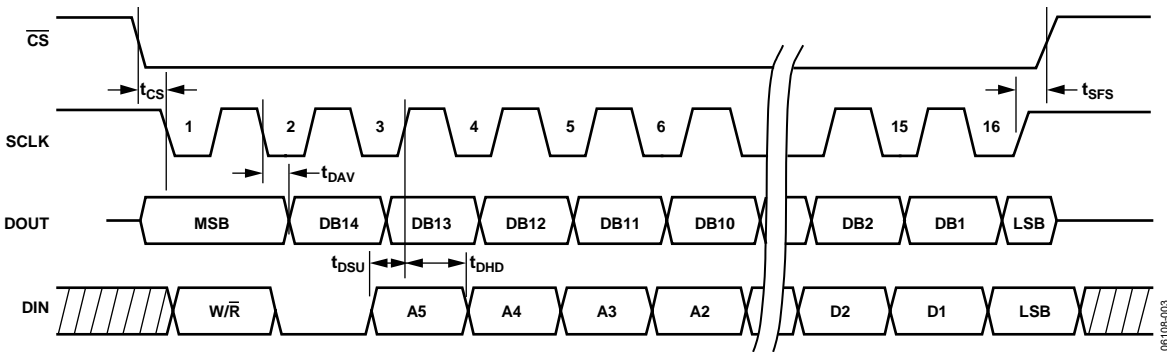 CS
tCS
tSFS
SCLK
1 2 3 4 5 6 15 16
tDAV
DOUT
MSB DB14 DB13 DB12 DB11 DB10 DB2 DB1 LSB
tDSU tDHD
DIN
W/R A5 A4 A3 A2 D2 D1 LSB
06108-003